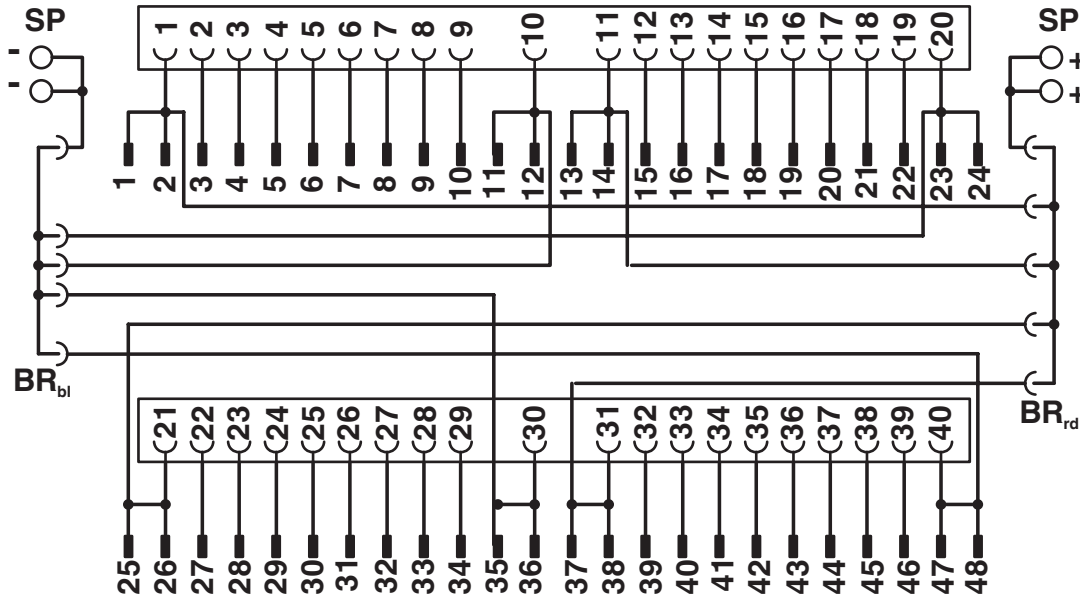 SP 1 2 3 4 5 6 7 8 9 10 11 12 13 14 15 16 17 18 19 20 SP
- +
- +
1 2 3 4 5 6 7 8 9 10 11 12 13 14 15 16 17 18 19 20 21 22 23 24
BRbl BRrd
21 22 23 24 25 26 27 28 29 30 31 32 33 34 35 36 37 38 39 40
25 26 27 28 29 30 31 32 33 34 35 36 37 38 39 40 41 42 43 44 45 46 47 48